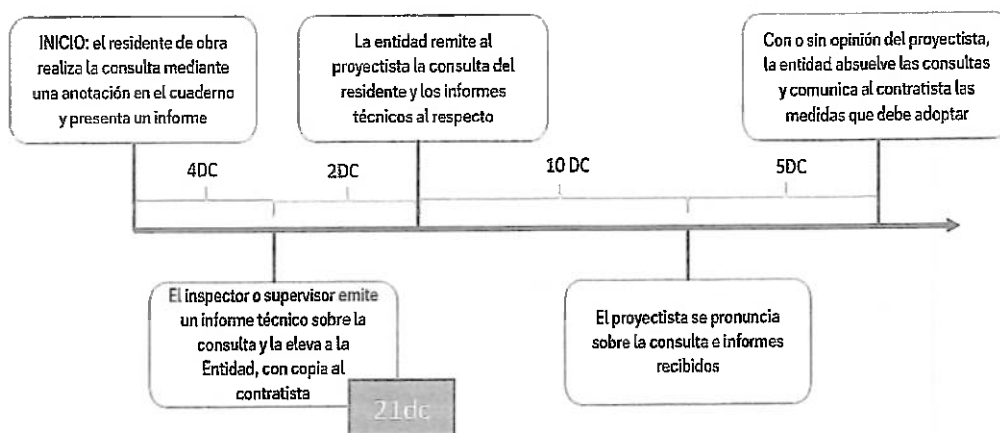 INICIO: el residente de obra
realiza la consulta mediante
una anotación en el cuaderno
y presenta un informe
La entidad remite al
proyectista la consulta del
residente y los informes
técnicos al respecto
Con o sin opinión del proyectista,
la entidad absuelve las consultas
y comunica al contratista las
medidas que debe adoptar
4DC
2DC
10 DC
5DC
El inspector o supervisor emite
un informe técnico sobre la
consulta y la eleva a la
Entidad, con copia al
contratista
21dc
El proyectista se pronuncia
sobre la consulta e informes
recibidos